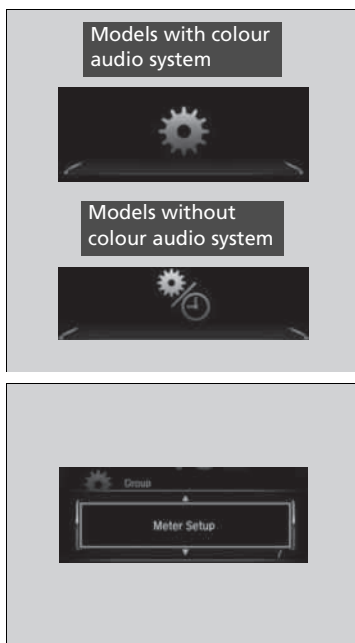 Models with colour
audio system
Models without
colour audio system
Group
Meter Setup